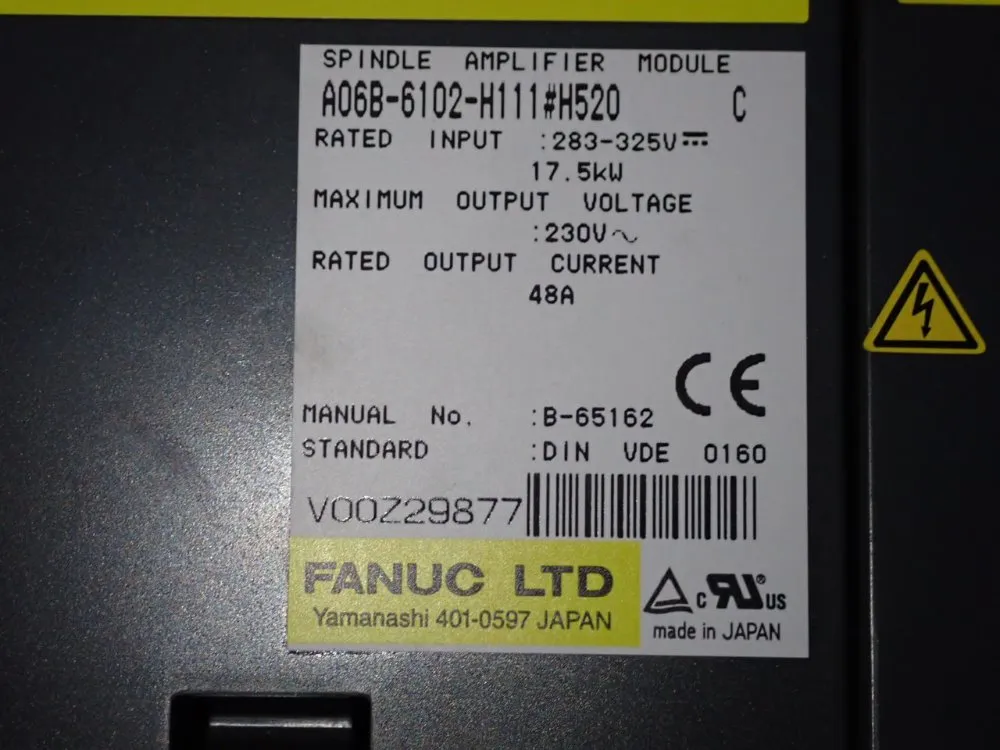 SPINDLE AMPLIFIER MODULE
A06B-6102-H111#H520 C
RATED INPUT :283-325V⎓
17.5kW
MAXIMUM OUTPUT VOLTAGE
:230V∿
RATED OUTPUT CURRENT
48A
CE
MANUAL No. :B-65162
STANDARD :DIN VDE 0160
V00Z29877
FANUC LTD
Yamanashi 401-0597 JAPAN
c RU® US
made in JAPAN